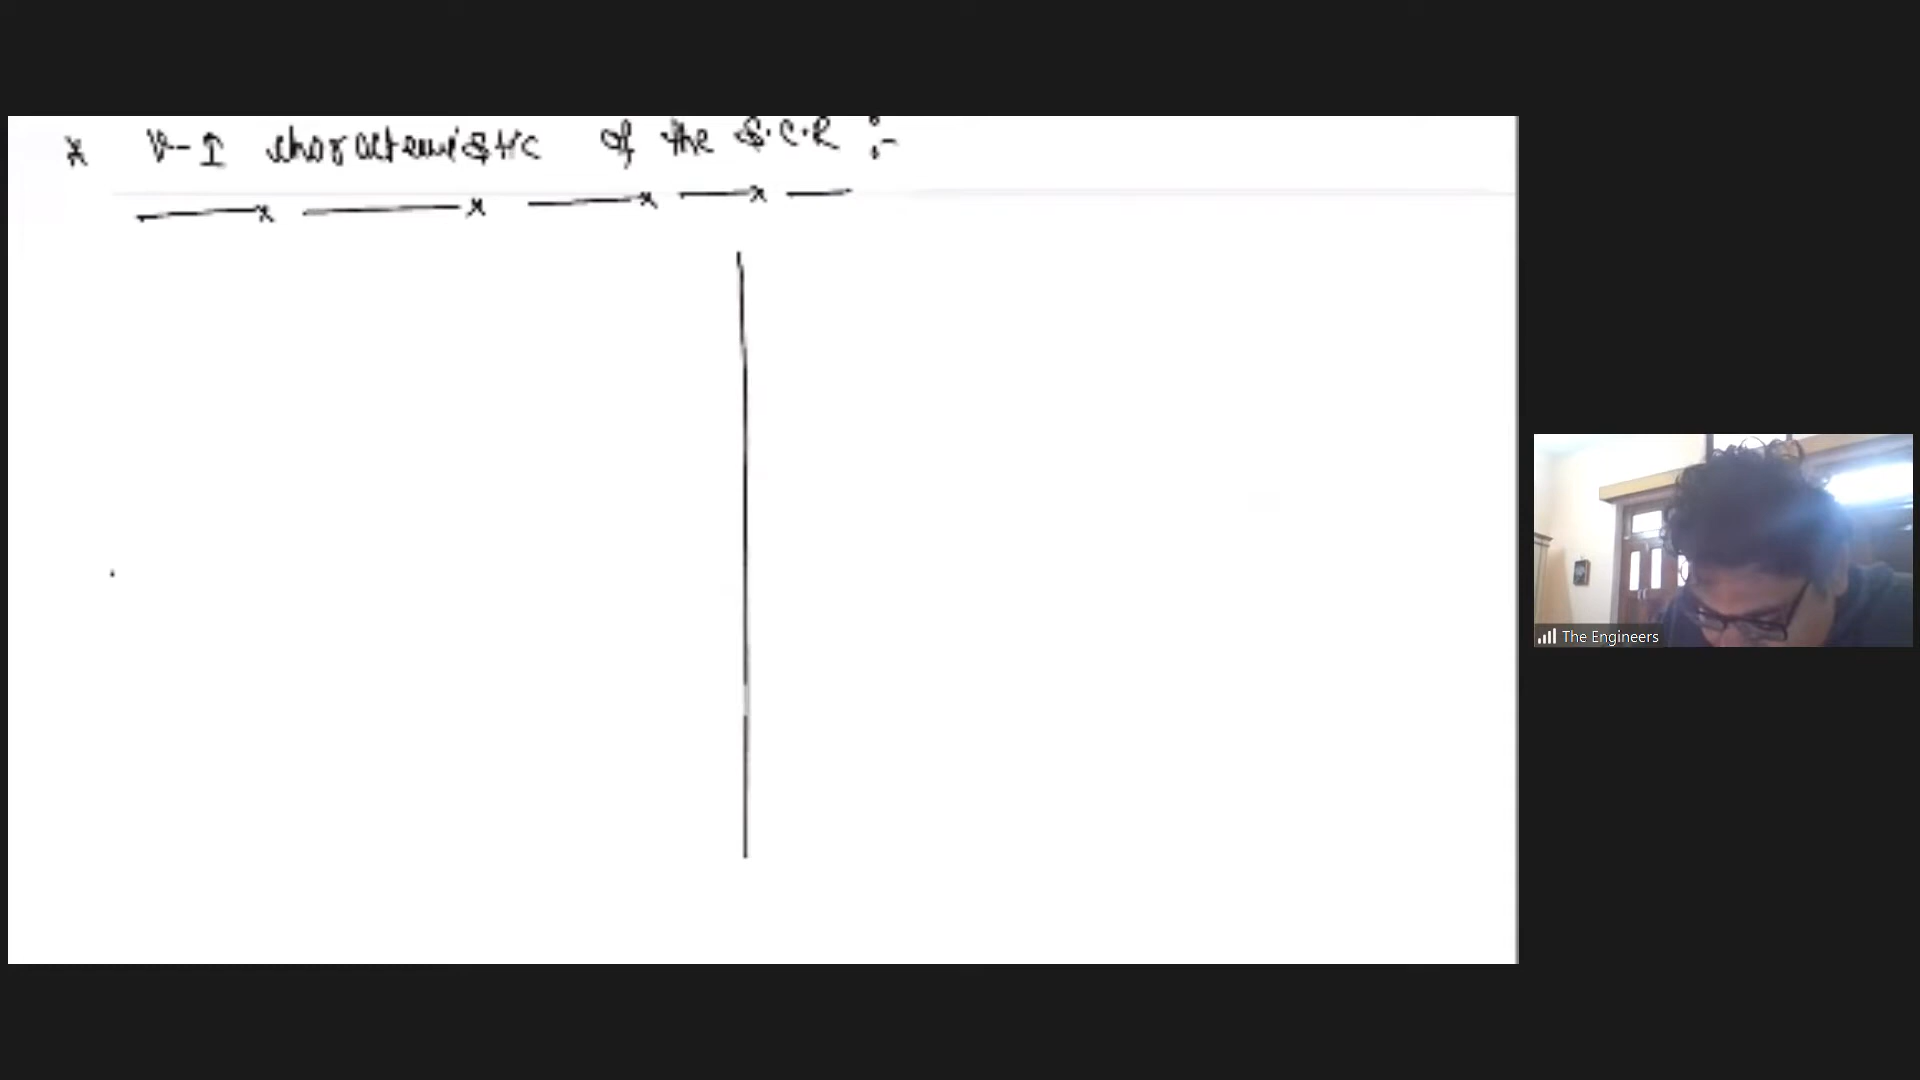 * V-I characteristic of the S.C.R :-
The Engineers